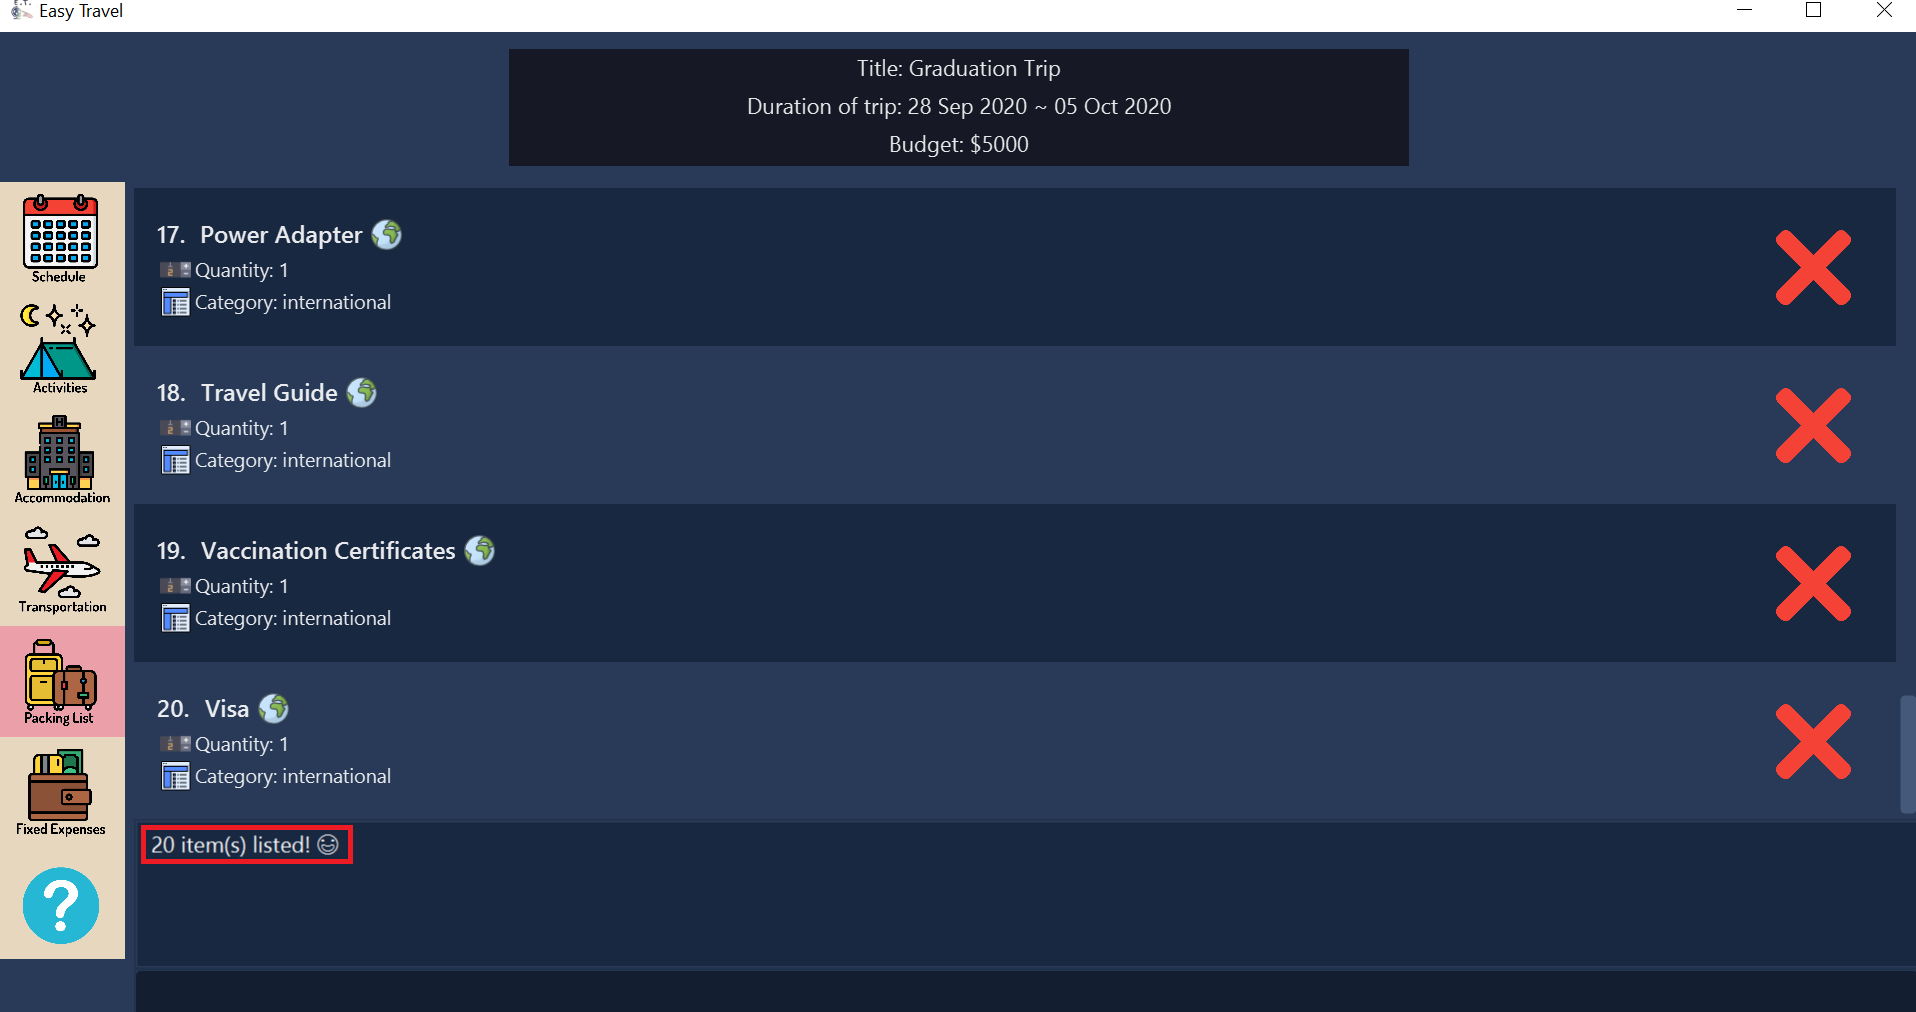 E.T.
Easy Travel
Title: Graduation Trip
Duration of trip: 28 Sep 2020 ~ 05 Oct 2020
Budget: $5000
Schedule
Activities
Accommodation
Transportation
Packing List
Fixed Expenses
?
17. Power Adapter
Quantity: 1
Category: international
18. Travel Guide
Quantity: 1
Category: international
19. Vaccination Certificates
Quantity: 1
Category: international
20. Visa
Quantity: 1
Category: international
20 item(s) listed! 😄